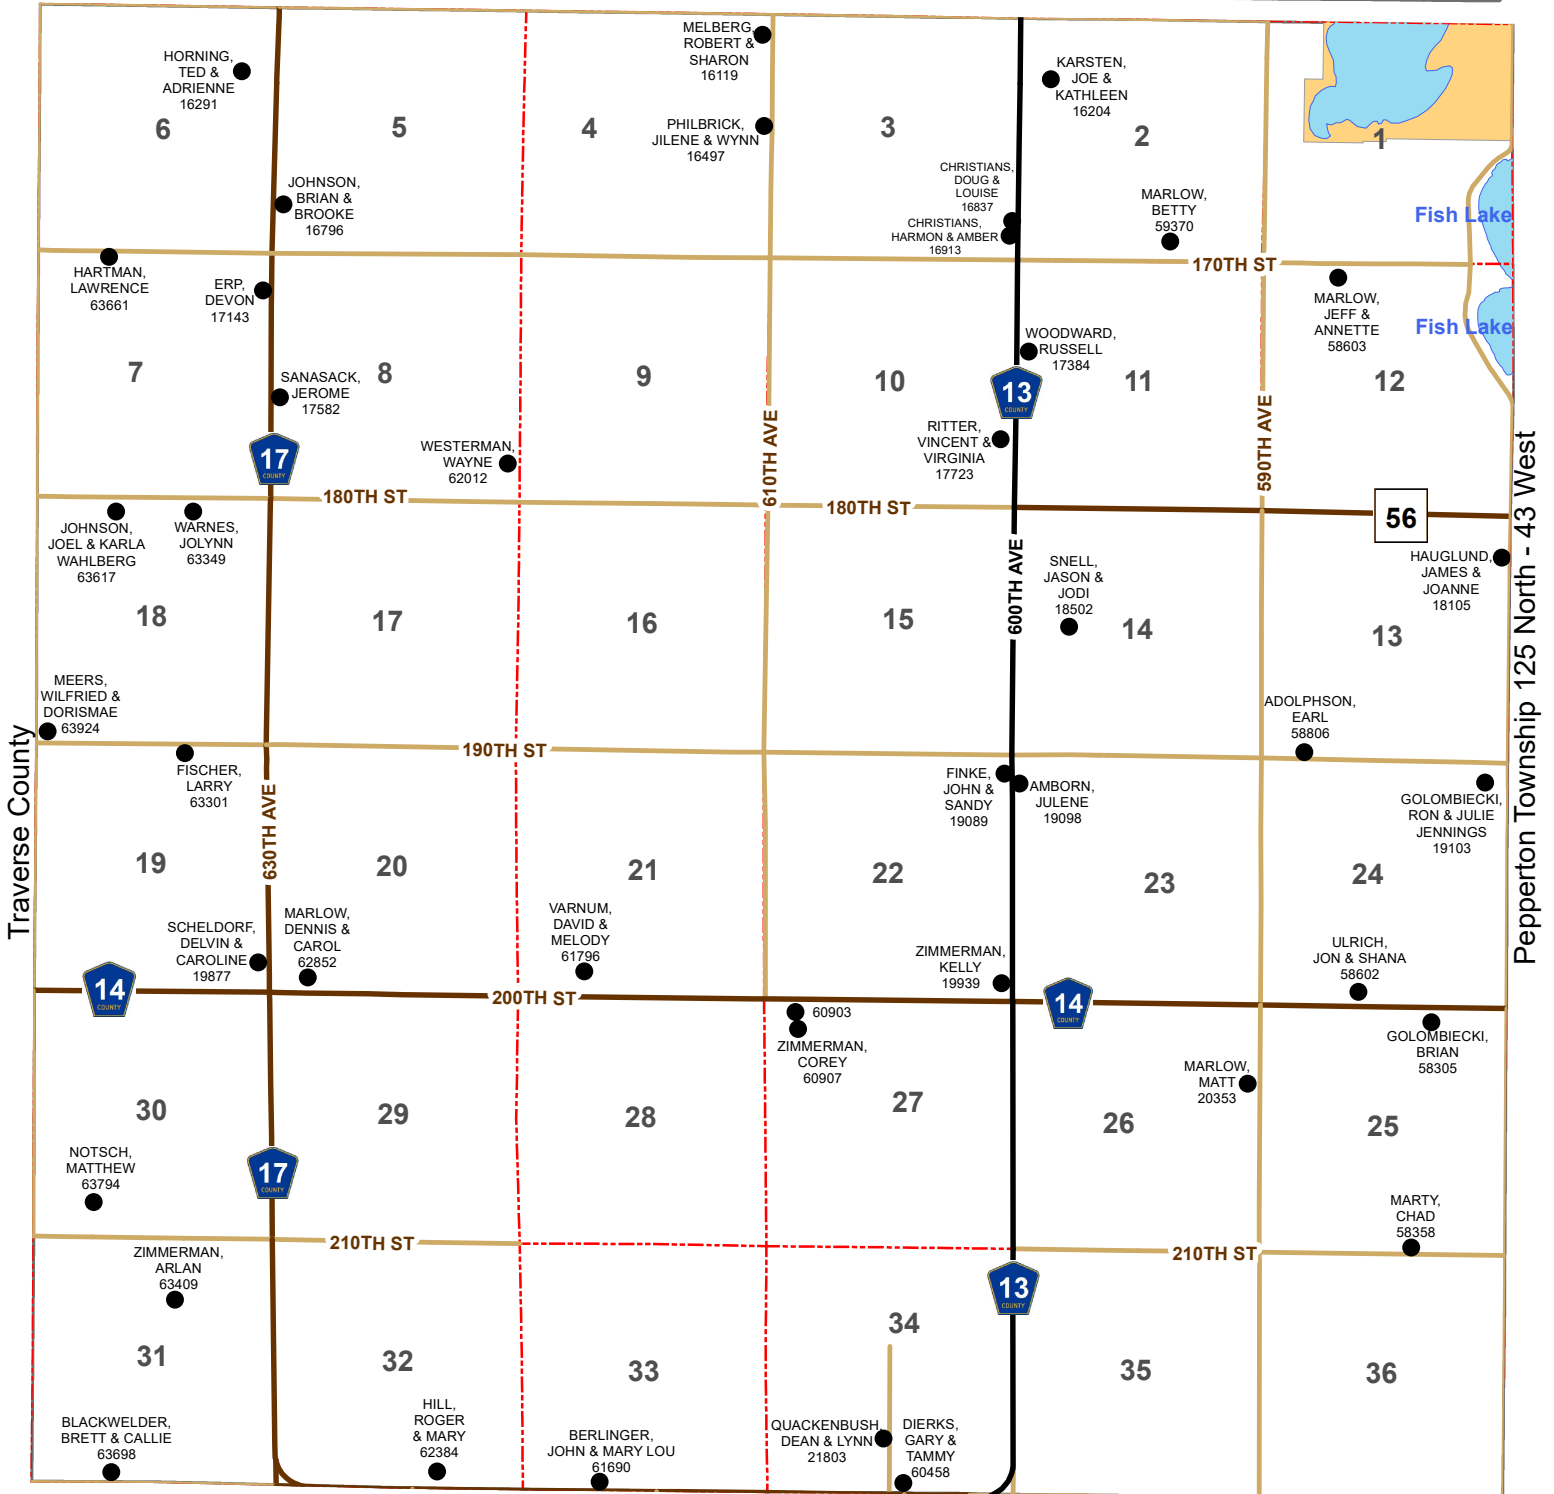 HORNING,
TED &
ADRIENNE
16291
6
5
4
MELBERG,
ROBERT &
SHARON
16119
PHILBRICK,
JILENE & WYNN
16497
3
KARSTEN,
JOE &
KATHLEEN
16204
2
1
JOHNSON,
BRIAN &
BROOKE
16796
CHRISTIANS,
DOUG &
LOUISE
16837
CHRISTIANS,
HARMON & AMBER
16913
MARLOW,
BETTY
59370
Fish Lake
170TH ST
HARTMAN,
LAWRENCE
63661
ERP,
DEVON
17143
MARLOW,
JEFF &
ANNETTE
58603
Fish Lake
7
SANASACK,
JEROME
17582
8
9
10
WOODWARD,
RUSSELL
17384
11
12
13
COUNTY
17
COUNTY
WESTERMAN,
WAYNE
62012
610TH AVE
RITTER,
VINCENT &
VIRGINIA
17723
590TH AVE
180TH ST
180TH ST
56
JOHNSON,
JOEL & KARLA
WAHLBERG
63617
WARNES,
JOLYNN
63349
600TH AVE
SNELL,
JASON &
JODI
18502
HAUGLUND,
JAMES &
JOANNE
18105
18
17
16
15
14
13
MEERS,
WILFRIED &
DORISMAE
63924
ADOLPHSON,
EARL
58806
190TH ST
FISCHER,
LARRY
63301
630TH AVE
FINKE,
JOHN &
SANDY
19089
AMBORN,
JULENE
19098
GOLOMBIECKI,
RON & JULIE
JENNINGS
19103
Traverse County
Pepperton Township 125 North - 43 West
19
20
21
22
23
24
SCHELDORF,
DELVIN &
CAROLINE
19877
MARLOW,
DENNIS &
CAROL
62852
VARNUM,
DAVID &
MELODY
61796
ZIMMERMAN,
KELLY
19939
ULRICH,
JON & SHANA
58602
14
COUNTY
200TH ST
14
COUNTY
60903
ZIMMERMAN,
COREY
60907
GOLOMBIECKI,
BRIAN
58305
MARLOW,
MATT
20353
30
29
28
27
26
25
NOTSCH,
MATTHEW
63794
17
COUNTY
MARTY,
CHAD
58358
210TH ST
210TH ST
ZIMMERMAN,
ARLAN
63409
13
COUNTY
31
32
33
34
35
36
BLACKWELDER,
BRETT & CALLIE
63698
HILL,
ROGER
& MARY
62384
BERLINGER,
JOHN & MARY LOU
61690
QUACKENBUSH,
DEAN & LYNN
21803
DIERKS,
GARY &
TAMMY
60458